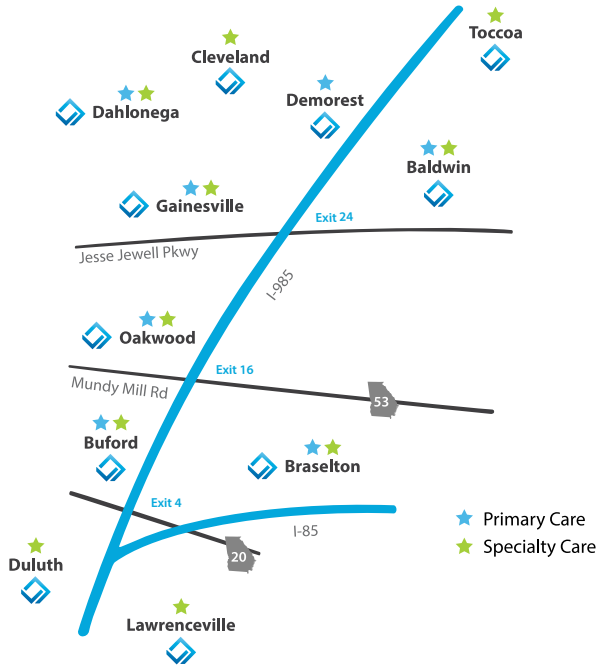 Toccoa
Cleveland
Demorest
Dahlonega
Baldwin
Gainesville
Exit 24
Jesse Jewell Pkwy
I-985
Oakwood
Exit 16
Mundy Mill Rd
53
Buford
Braselton
Exit 4
I-85
Primary Care
20
Specialty Care
Duluth
Lawrenceville